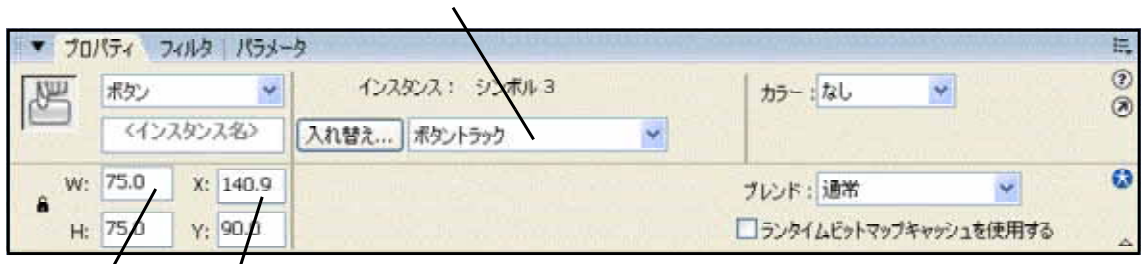 プロパティ フィルタ パラメータ
ボタン インスタンス： シンボル 3 カラー：なし
<インスタンス名> 入れ替え... ボタントラック
W: 75.0 X: 140.9 ブレンド：通常
H: 75.0 Y: 90.0 ランタイムビットマップキャッシュを使用する